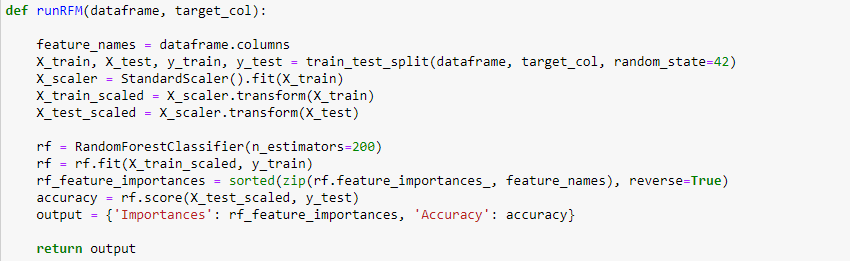 def runRFM(dataframe, target_col):
feature_names = dataframe.columns
X_train, X_test, y_train, y_test = train_test_split(dataframe, target_col, random_state=42)
X_scaler = StandardScaler().fit(X_train)
X_train_scaled = X_scaler.transform(X_train)
X_test_scaled = X_scaler.transform(X_test)
rf = RandomForestClassifier(n_estimators=200)
rf = rf.fit(X_train_scaled, y_train)
rf_feature_importances = sorted(zip(rf.feature_importances_, feature_names), reverse=True)
accuracy = rf.score(X_test_scaled, y_test)
output = {'Importances': rf_feature_importances, 'Accuracy': accuracy}
return output